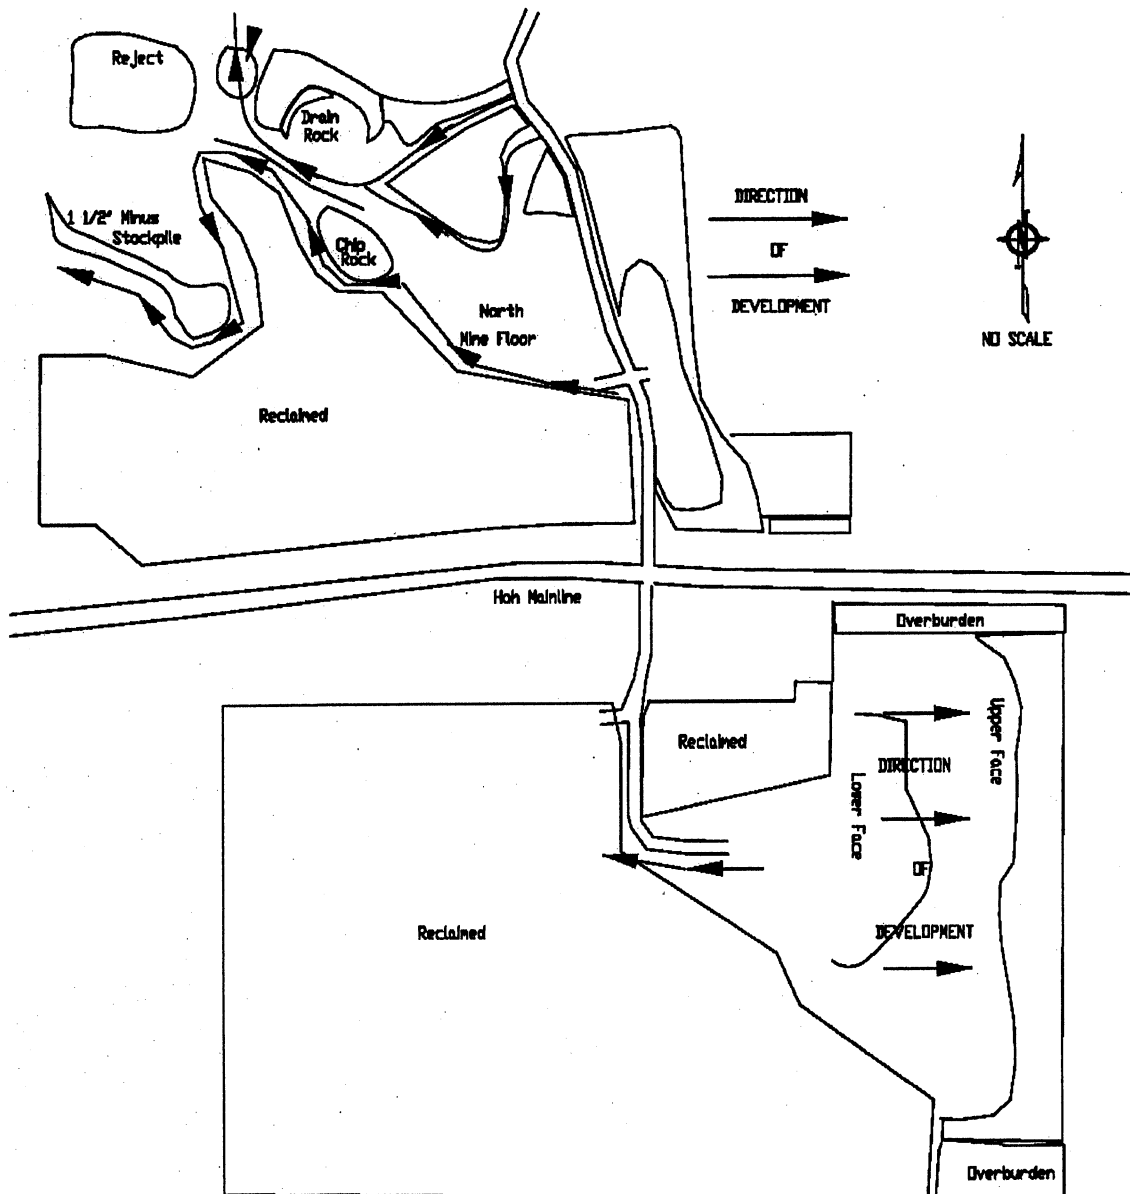 Reject
Drain
Rock
1 1/2" Minus
Stockpile
Chip
Rock
North
Mine Floor
DIRECTION
OF
DEVELOPMENT
N
NO SCALE
Reclaimed
Hoh Mainline
Overburden
Upper Face
Reclaimed
DIRECTION
Lower Face
OF
DEVELOPMENT
Reclaimed
Overburden